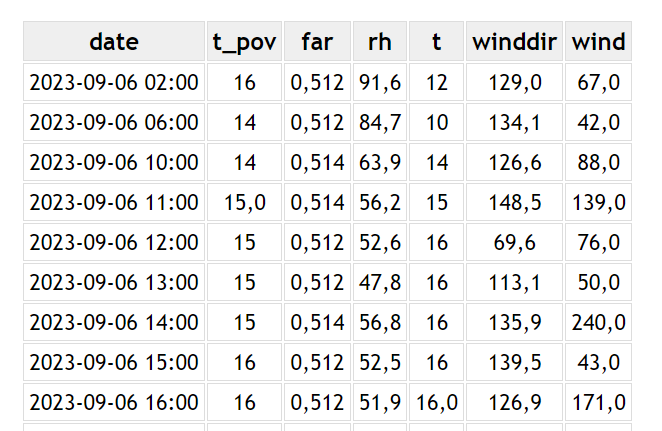 date t_pov far rh t winddir wind
2023-09-06 02:00 16 0,512 91,6 12 129,0 67,0
2023-09-06 06:00 14 0,512 84,7 10 134,1 42,0
2023-09-06 10:00 14 0,514 63,9 14 126,6 88,0
2023-09-06 11:00 15,0 0,514 56,2 15 148,5 139,0
2023-09-06 12:00 15 0,512 52,6 16 69,6 76,0
2023-09-06 13:00 15 0,512 47,8 16 113,1 50,0
2023-09-06 14:00 15 0,514 56,8 16 135,9 240,0
2023-09-06 15:00 16 0,512 52,5 16 139,5 43,0
2023-09-06 16:00 16 0,512 51,9 16,0 126,9 171,0